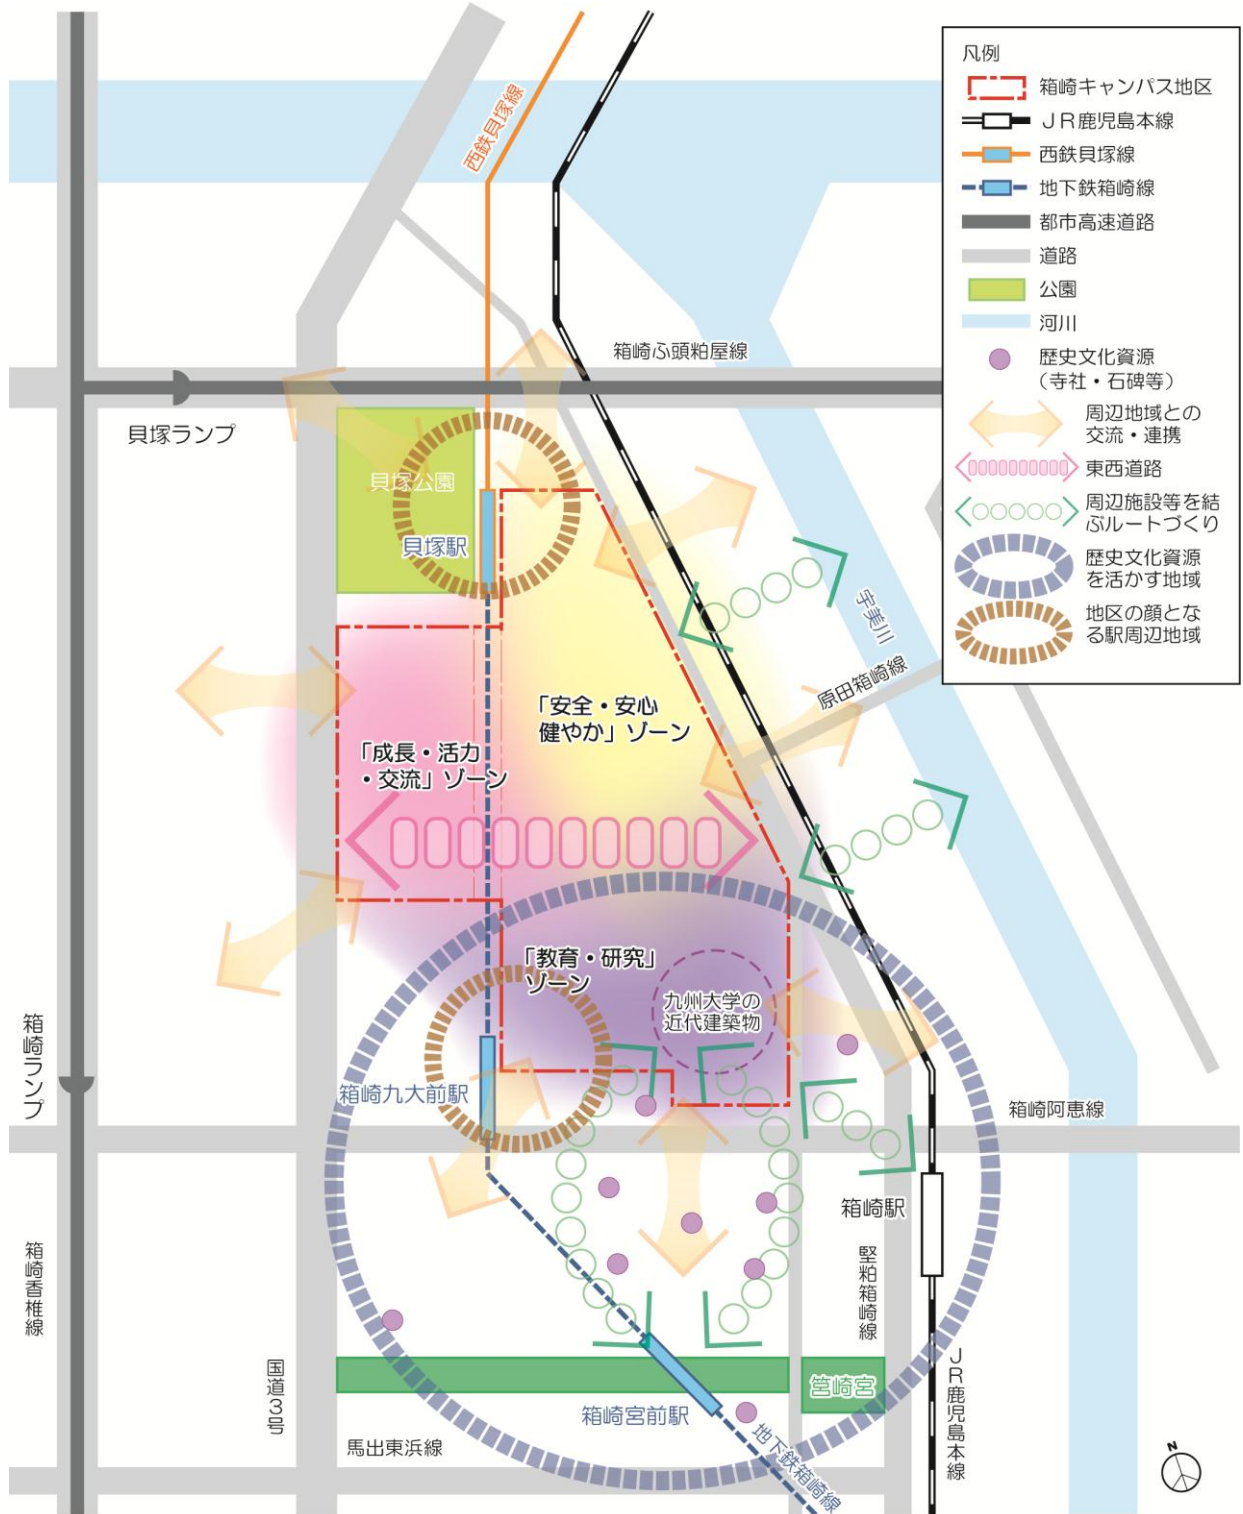 凡例
箱崎キャンパス地区
JR鹿児島本線
西鉄貝塚線
地下鉄箱崎線
都市高速道路
道路
公園
河川
歴史文化資源
（寺社・石碑等）
周辺地域との
交流・連携
東西道路
周辺施設等を結
ぶルートづくり
歴史文化資源
を活かす地域
地区の顔とな
る駅周辺地域
西鉄貝塚線
箱崎ふ頭粕屋線
貝塚ランプ
貝塚公園
貝塚駅
宇美川
原田箱崎線
「安全・安心
健やか」ゾーン
「成長・活力
・交流」ゾーン
「教育・研究」
ゾーン
九州大学の
近代建築物
箱崎ランプ
箱崎九大前駅
箱崎阿恵線
箱崎駅
箱崎香椎線
堅粕箱崎線
国道3号
筥崎宮
箱崎宮前駅
JR鹿児島本線
馬出東浜線
地下鉄箱崎線
N